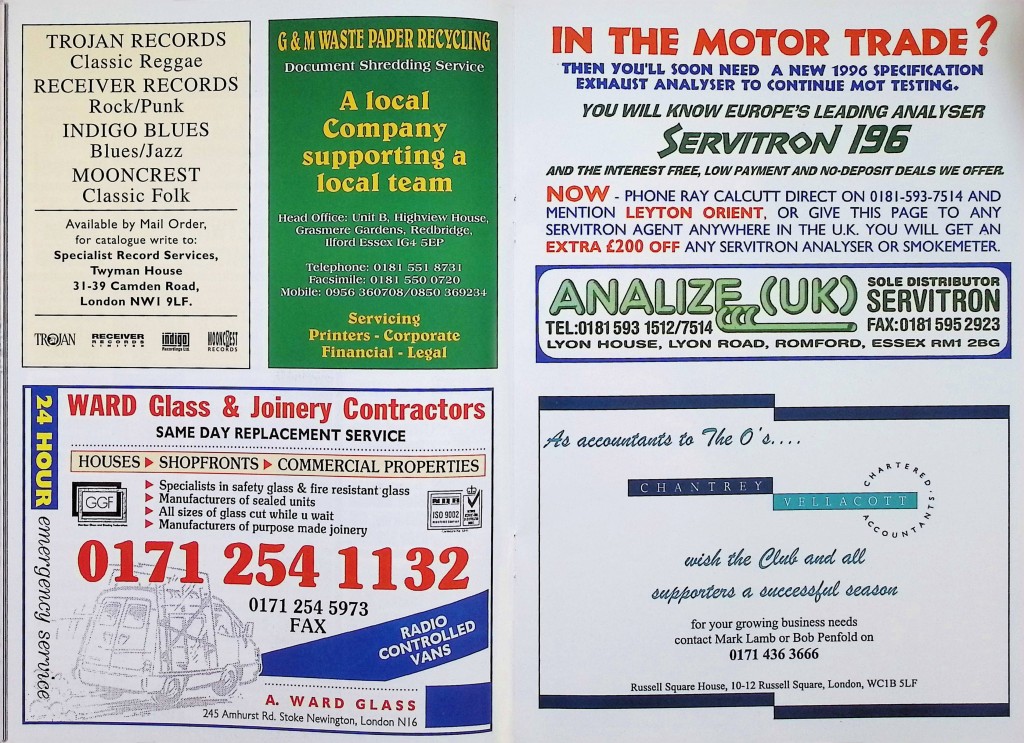 TROJAN RECORDS
Classic Reggae
RECEIVER RECORDS
Rock/Punk
INDIGO BLUES
Blues/Jazz
MOONCREST
Classic Folk
Available by Mail Order,
for catalogue write to:
Specialist Record Services,
Twyman House
31-39 Camden Road,
London NW1 9LF.
TROJAN
RECEIVER
RECORDS
LIMITED
indigo
Recordings Ltd.
MOONCREST
RECORDS
G & M WASTE PAPER RECYCLING
Document Shredding Service
A local
Company
supporting a
local team
Head Office: Unit B, Highview House,
Grasmere Gardens, Redbridge,
Ilford Essex IG4 5EP
Telephone: 0181 551 8731
Facsimile: 0181 550 0720
Mobile: 0956 360708/0850 369234
Servicing
Printers - Corporate
Financial - Legal
24 HOUR
emergency service
WARD Glass & Joinery Contractors
SAME DAY REPLACEMENT SERVICE
HOUSES ▶ SHOPFRONTS ▶ COMMERCIAL PROPERTIES
GGF
▶ Specialists in safety glass & fire resistant glass
▶ Manufacturers of sealed units
▶ All sizes of glass cut while u wait
▶ Manufacturers of purpose made joinery
ISO 9002
0171 254 1132
0171 254 5973
FAX
RADIO
CONTROLLED
VANS
A. WARD GLASS
245 Amhurst Rd. Stoke Newington, London N16
IN THE MOTOR TRADE?
THEN YOU'LL SOON NEED A NEW 1996 SPECIFICATION
EXHAUST ANALYSER TO CONTINUE MOT TESTING.
YOU WILL KNOW EUROPE'S LEADING ANALYSER
SERVITRON 196
AND THE INTEREST FREE, LOW PAYMENT AND NO-DEPOSIT DEALS WE OFFER.
NOW - PHONE RAY CALCUTT DIRECT ON 0181-593-7514 AND
MENTION LEYTON ORIENT, OR GIVE THIS PAGE TO ANY
SERVITRON AGENT ANYWHERE IN THE U.K. YOU WILL GET AN
EXTRA £200 OFF ANY SERVITRON ANALYSER OR SMOKEMETER.
ANALIZE (UK)
SOLE DISTRIBUTOR
SERVITRON
TEL:0181 593 1512/7514
FAX:0181 595 2923
LYON HOUSE, LYON ROAD, ROMFORD, ESSEX RM1 2BG
As accountants to The O's....
CHANTREY
VELLACOTT
CHARTERED
ACCOUNTANTS
wish the Club and all
supporters a successful season
for your growing business needs
contact Mark Lamb or Bob Penfold on
0171 436 3666
Russell Square House, 10-12 Russell Square, London, WC1B 5LF